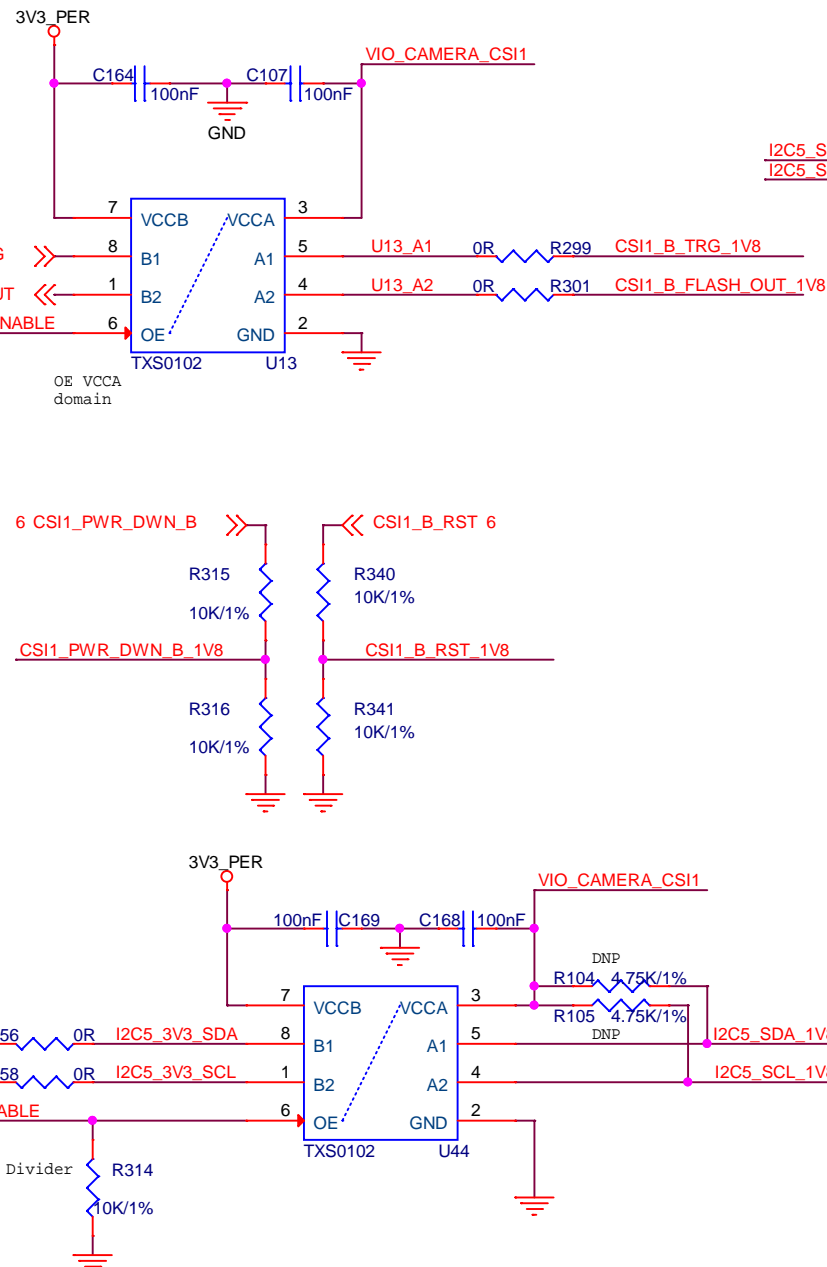 3V3_PER
VIO_CAMERA_CSI1
C164
100nF
C107
100nF
GND
I2C5_S
I2C5_S
7 VCCB VCCA 3
8 B1 A1 5 U13_A1 0R R299 CSI1_B_TRG_1V8
UT 1 B2 A2 4 U13_A2 0R R301 CSI1_B_FLASH_OUT_1V8
NABLE 6 OE GND 2
TXS0102 U13
OE VCCA
domain
6 CSI1_PWR_DWN_B CSI1_B_RST 6
R315 R340
10K/1% 10K/1%
CSI1_PWR_DWN_B_1V8 CSI1_B_RST_1V8
R316 R341
10K/1% 10K/1%
3V3_PER
VIO_CAMERA_CSI1
100nF C169 C168 100nF
DNP
R104 4.75K/1%
7 VCCB VCCA 3
R105 4.75K/1%
DNP
56 0R I2C5_3V3_SDA 8 B1 A1 5 I2C5_SDA_1V8
58 0R I2C5_3V3_SCL 1 B2 A2 4 I2C5_SCL_1V8
ABLE 6 OE GND 2
TXS0102 U44
Divider R314
10K/1%